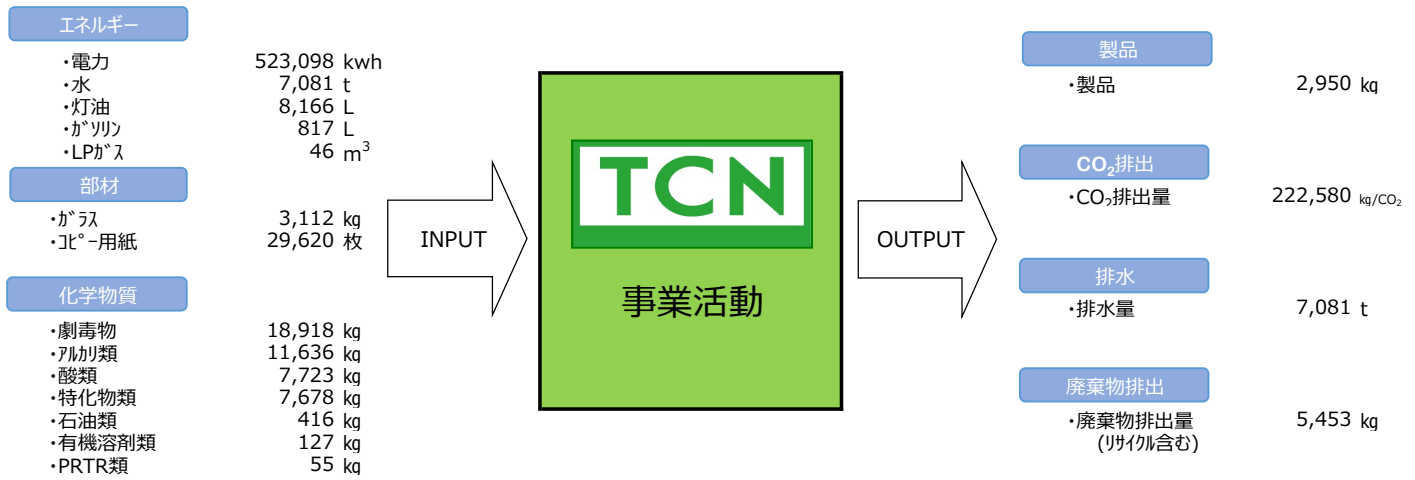 エネルギー
・電力 523,098 kwh
・水 7,081 t
・灯油 8,166 L
・ｶﾞｿﾘﾝ 817 L
・LPｶﾞｽ 46 m³
部材
・ｶﾞﾗｽ 3,112 kg
・ｺﾋﾟｰ用紙 29,620 枚
化学物質
・劇毒物 18,918 kg
・ｱﾙｶﾘ類 11,636 kg
・酸類 7,723 kg
・特化物類 7,678 kg
・石油類 416 kg
・有機溶剤類 127 kg
・PRTR類 55 kg
INPUT
TCN
事業活動
OUTPUT
製品
・製品 2,950 kg
CO₂排出
・CO₂排出量 222,580 kg/CO₂
排水
・排水量 7,081 t
廃棄物排出
・廃棄物排出量 5,453 kg
(ﾘｻｲｸﾙ含む)